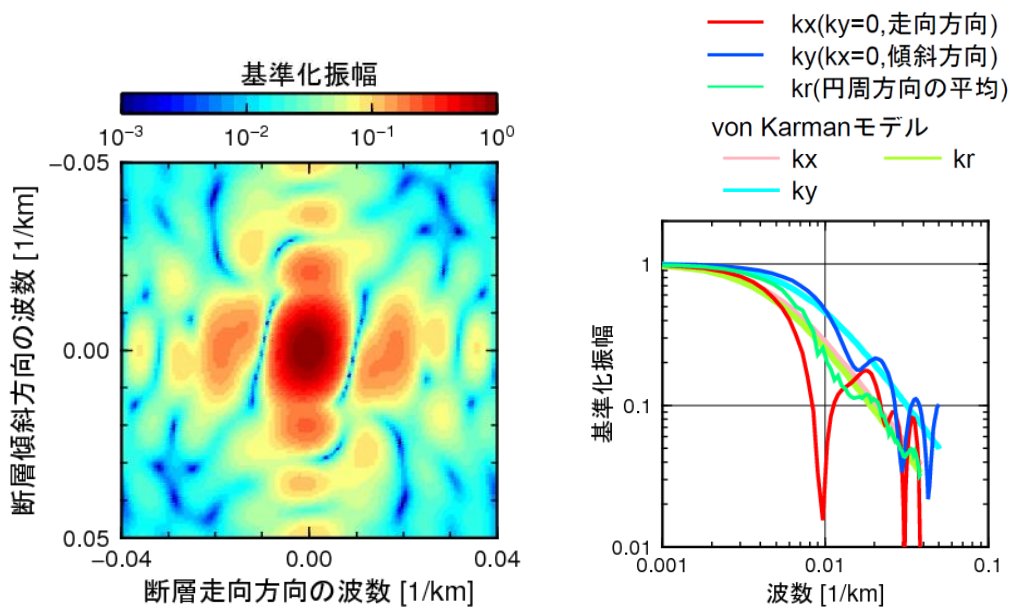 基準化振幅
10−3 10−2 10−1 100
−0.05
0.00
0.05
−0.04 0.00 0.04
断層傾斜方向の波数 [1/km]
断層走向方向の波数 [1/km]
kx(ky=0,走向方向)
ky(kx=0,傾斜方向)
kr(円周方向の平均)
von Karmanモデル
kx kr
ky
1
0.1
0.01
0.001 0.01 0.1
基準化振幅
波数 [1/km]